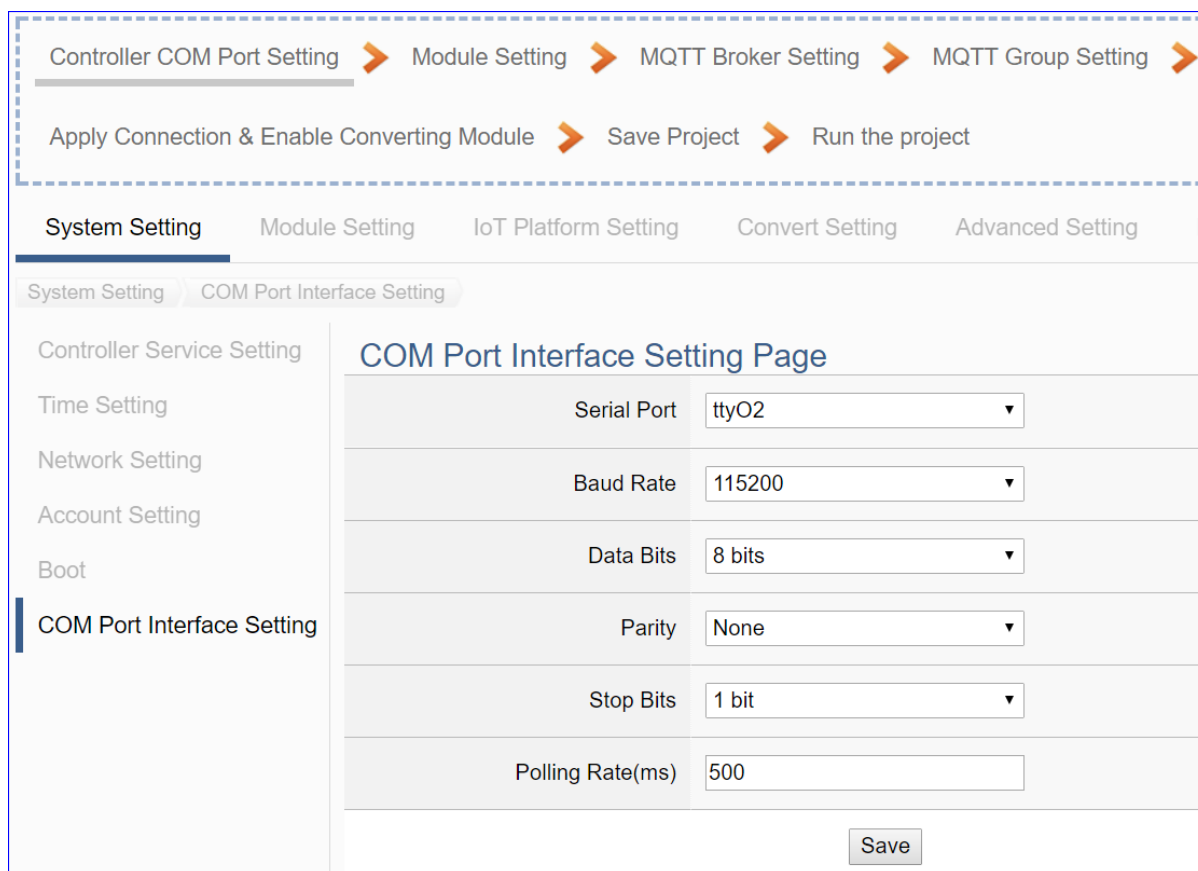 Controller COM Port Setting Module Setting MQTT Broker Setting MQTT Group Setting
Apply Connection & Enable Converting Module Save Project Run the project
System Setting Module Setting IoT Platform Setting Convert Setting Advanced Setting
System Setting COM Port Interface Setting
Controller Service Setting
Time Setting
Network Setting
Account Setting
Boot
COM Port Interface Setting
COM Port Interface Setting Page
Serial Port ttyO2
Baud Rate 115200
Data Bits 8 bits
Parity None
Stop Bits 1 bit
Polling Rate(ms) 500
Save